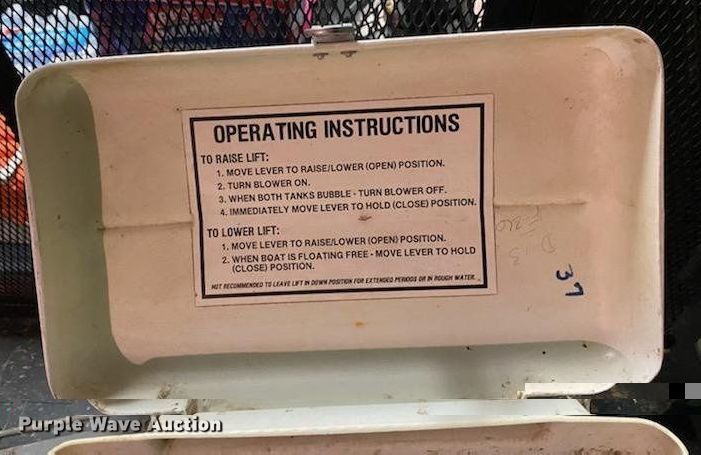 OPERATING INSTRUCTIONS
TO RAISE LIFT:
1. MOVE LEVER TO RAISE/LOWER (OPEN) POSITION.
2. TURN BLOWER ON.
3. WHEN BOTH TANKS BUBBLE - TURN BLOWER OFF.
4. IMMEDIATELY MOVE LEVER TO HOLD (CLOSE) POSITION.
TO LOWER LIFT:
1. MOVE LEVER TO RAISE/LOWER (OPEN) POSITION.
2. WHEN BOAT IS FLOATING FREE - MOVE LEVER TO HOLD
(CLOSE) POSITION.
NOT RECOMMENDED TO LEAVE LIFT IN DOWN POSITION FOR EXTENDED PERIODS OR IN ROUGH WATER.
37
Purple Wave Auction